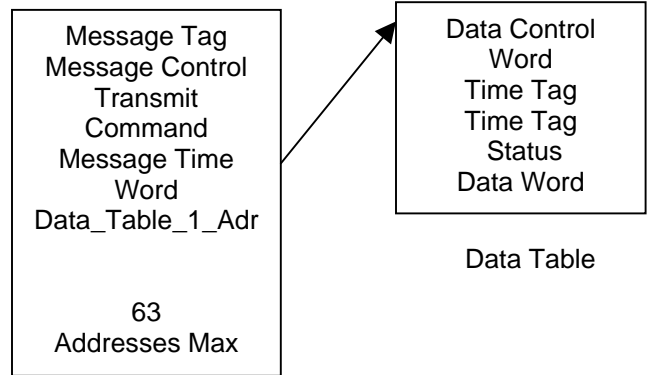 Message Tag
Message Control
Transmit
Command
Message Time
Word
Data_Table_1_Adr
63
Addresses Max
Data Control
Word
Time Tag
Time Tag
Status
Data Word
Data Table